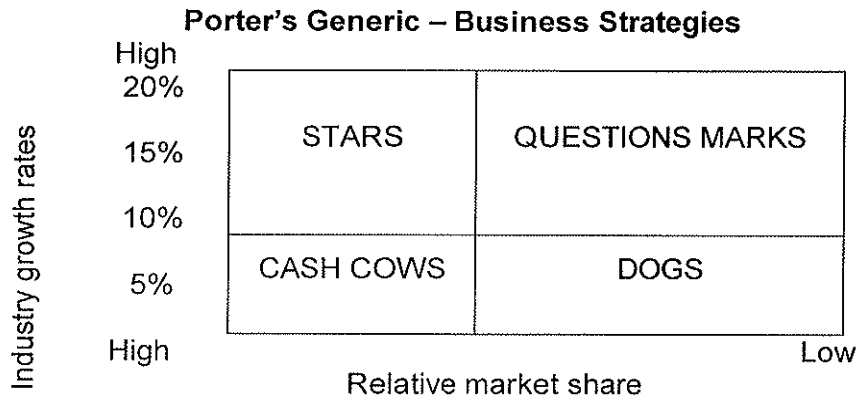 Porter's Generic – Business Strategies
High
20%
STARS
QUESTIONS MARKS
15%
10%
CASH COWS
DOGS
5%
High
Low
Relative market share
Industry growth rates